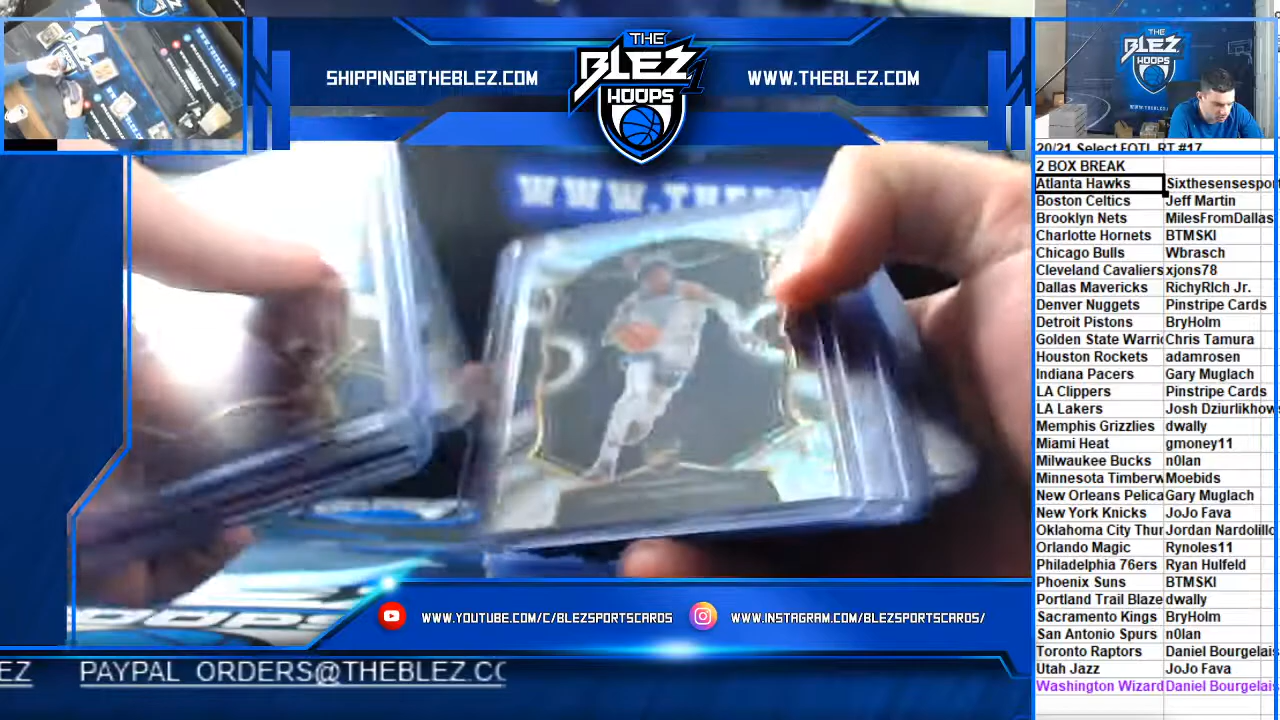 SHIPPING@THEBLEZ.COM
THE
BLEZ
HOOPS
WWW.THEBLEZ.COM
THE
BLEZ
HOOPS
20/21 Select FOTL RT #17
2 BOX BREAK
Atlanta Hawks Sixthesensespor
Boston Celtics Jeff Martin
Brooklyn Nets MilesFromDallas
Charlotte Hornets BTMSKI
Chicago Bulls Wbrasch
Cleveland Cavaliers xjons78
Dallas Mavericks RichyRIch Jr.
Denver Nuggets Pinstripe Cards
Detroit Pistons BryHolm
Golden State Warri Chris Tamura
Houston Rockets adamrosen
Indiana Pacers Gary Muglach
LA Clippers Pinstripe Cards
LA Lakers Josh Dziurlikhow
Memphis Grizzlies dwally
Miami Heat gmoney11
Milwaukee Bucks n0lan
Minnesota Timberw Moebids
New Orleans Pelica Gary Muglach
New York Knicks JoJo Fava
Oklahoma City Thur Jordan Nardolillo
Orlando Magic Rynoles11
Philadelphia 76ers Ryan Hulfeld
Phoenix Suns BTMSKI
Portland Trail Blaze dwally
Sacramento Kings BryHolm
San Antonio Spurs n0lan
Toronto Raptors Daniel Bourgelais
Utah Jazz JoJo Fava
Washington Wizard Daniel Bourgelais
WWW.THE
WWW.YOUTUBE.COM/C/BLEZSPORTSCARDS
WWW.INSTAGRAM.COM/BLEZSPORTSCARDS/
EZ PAYPAL ORDERS@THEBLEZ.CO